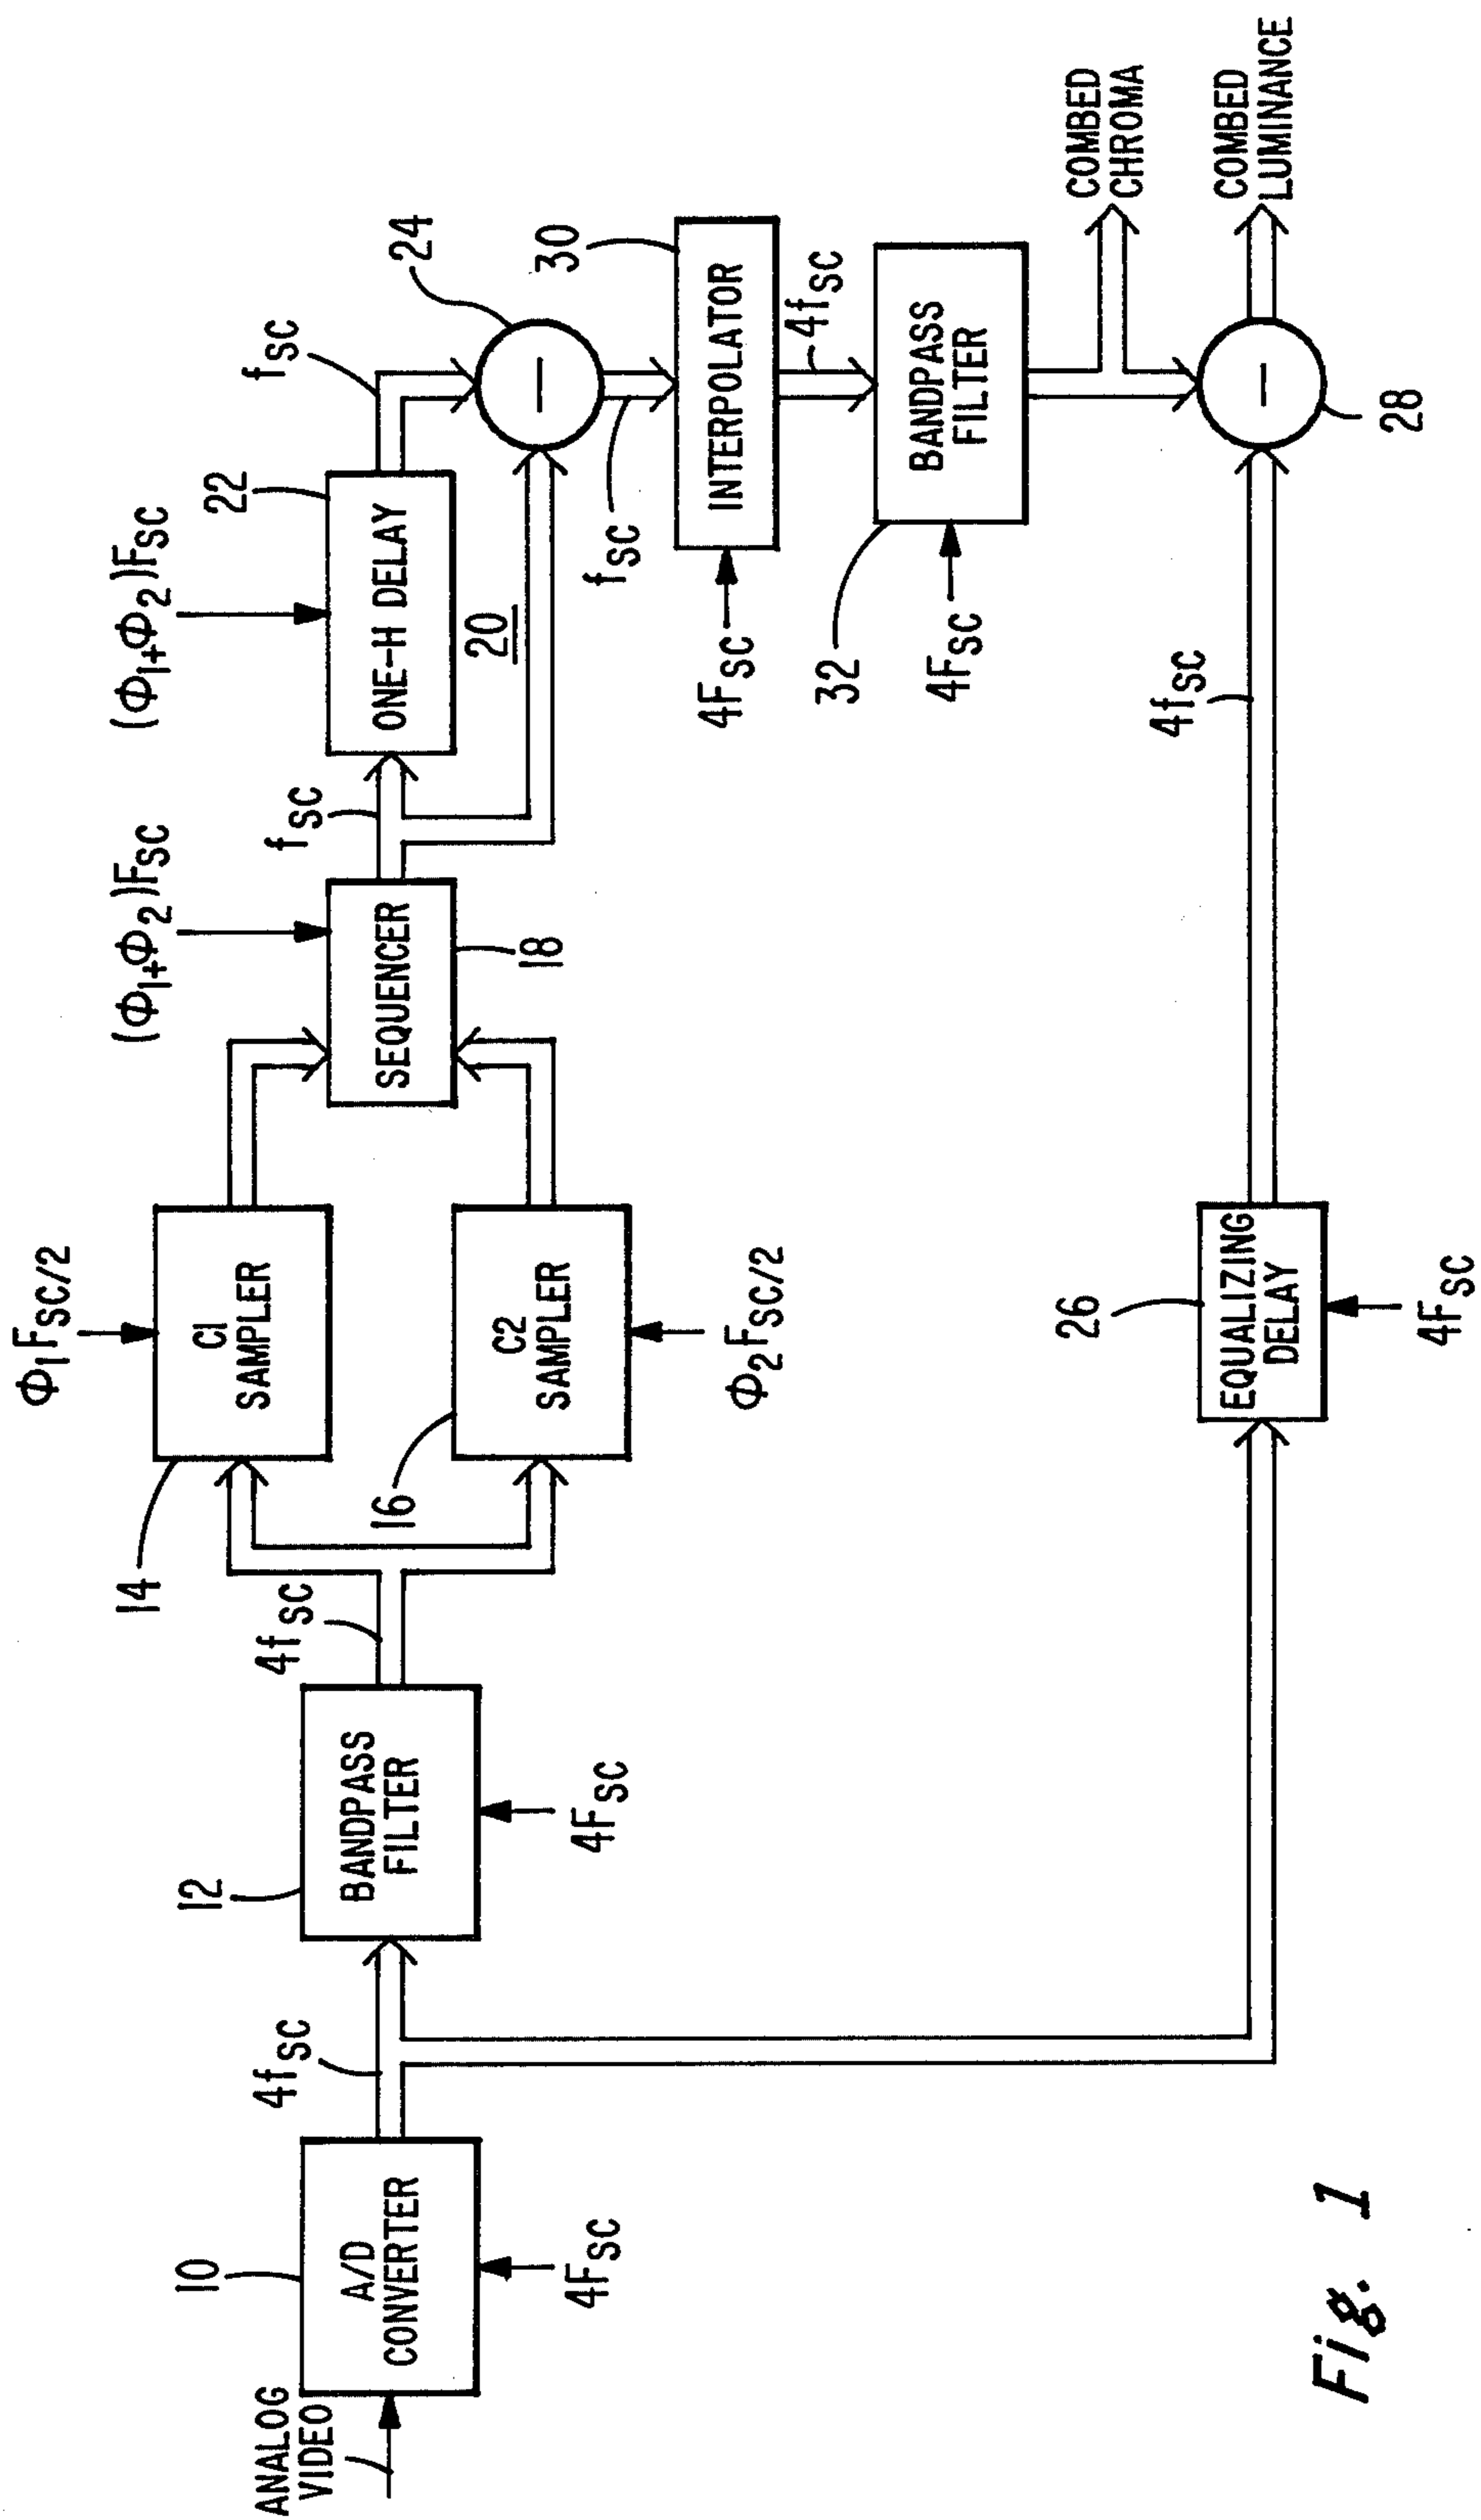 ANALOG
VIDEO
10
A/D
CONVERTER
4FSC
4fSC
12
BANDPASS
FILTER
4FSC
4fSC
14
Φ1FSC/2
C1
SAMPLER
16
C2
SAMPLER
Φ2FSC/2
(Φ1+Φ2)FSC
SEQUENCER
18
fSC
(Φ1+Φ2)FSC
22
ONE-H DELAY
20
fSC
24
−
fSC
30
4FSC
INTERPOLATOR
4fSC
32
4FSC
BANDPASS
FILTER
COMBED
CHROMA
26
EQUALIZING
DELAY
4FSC
4fSC
−
28
COMBED
LUMINANCE
Fig. 1